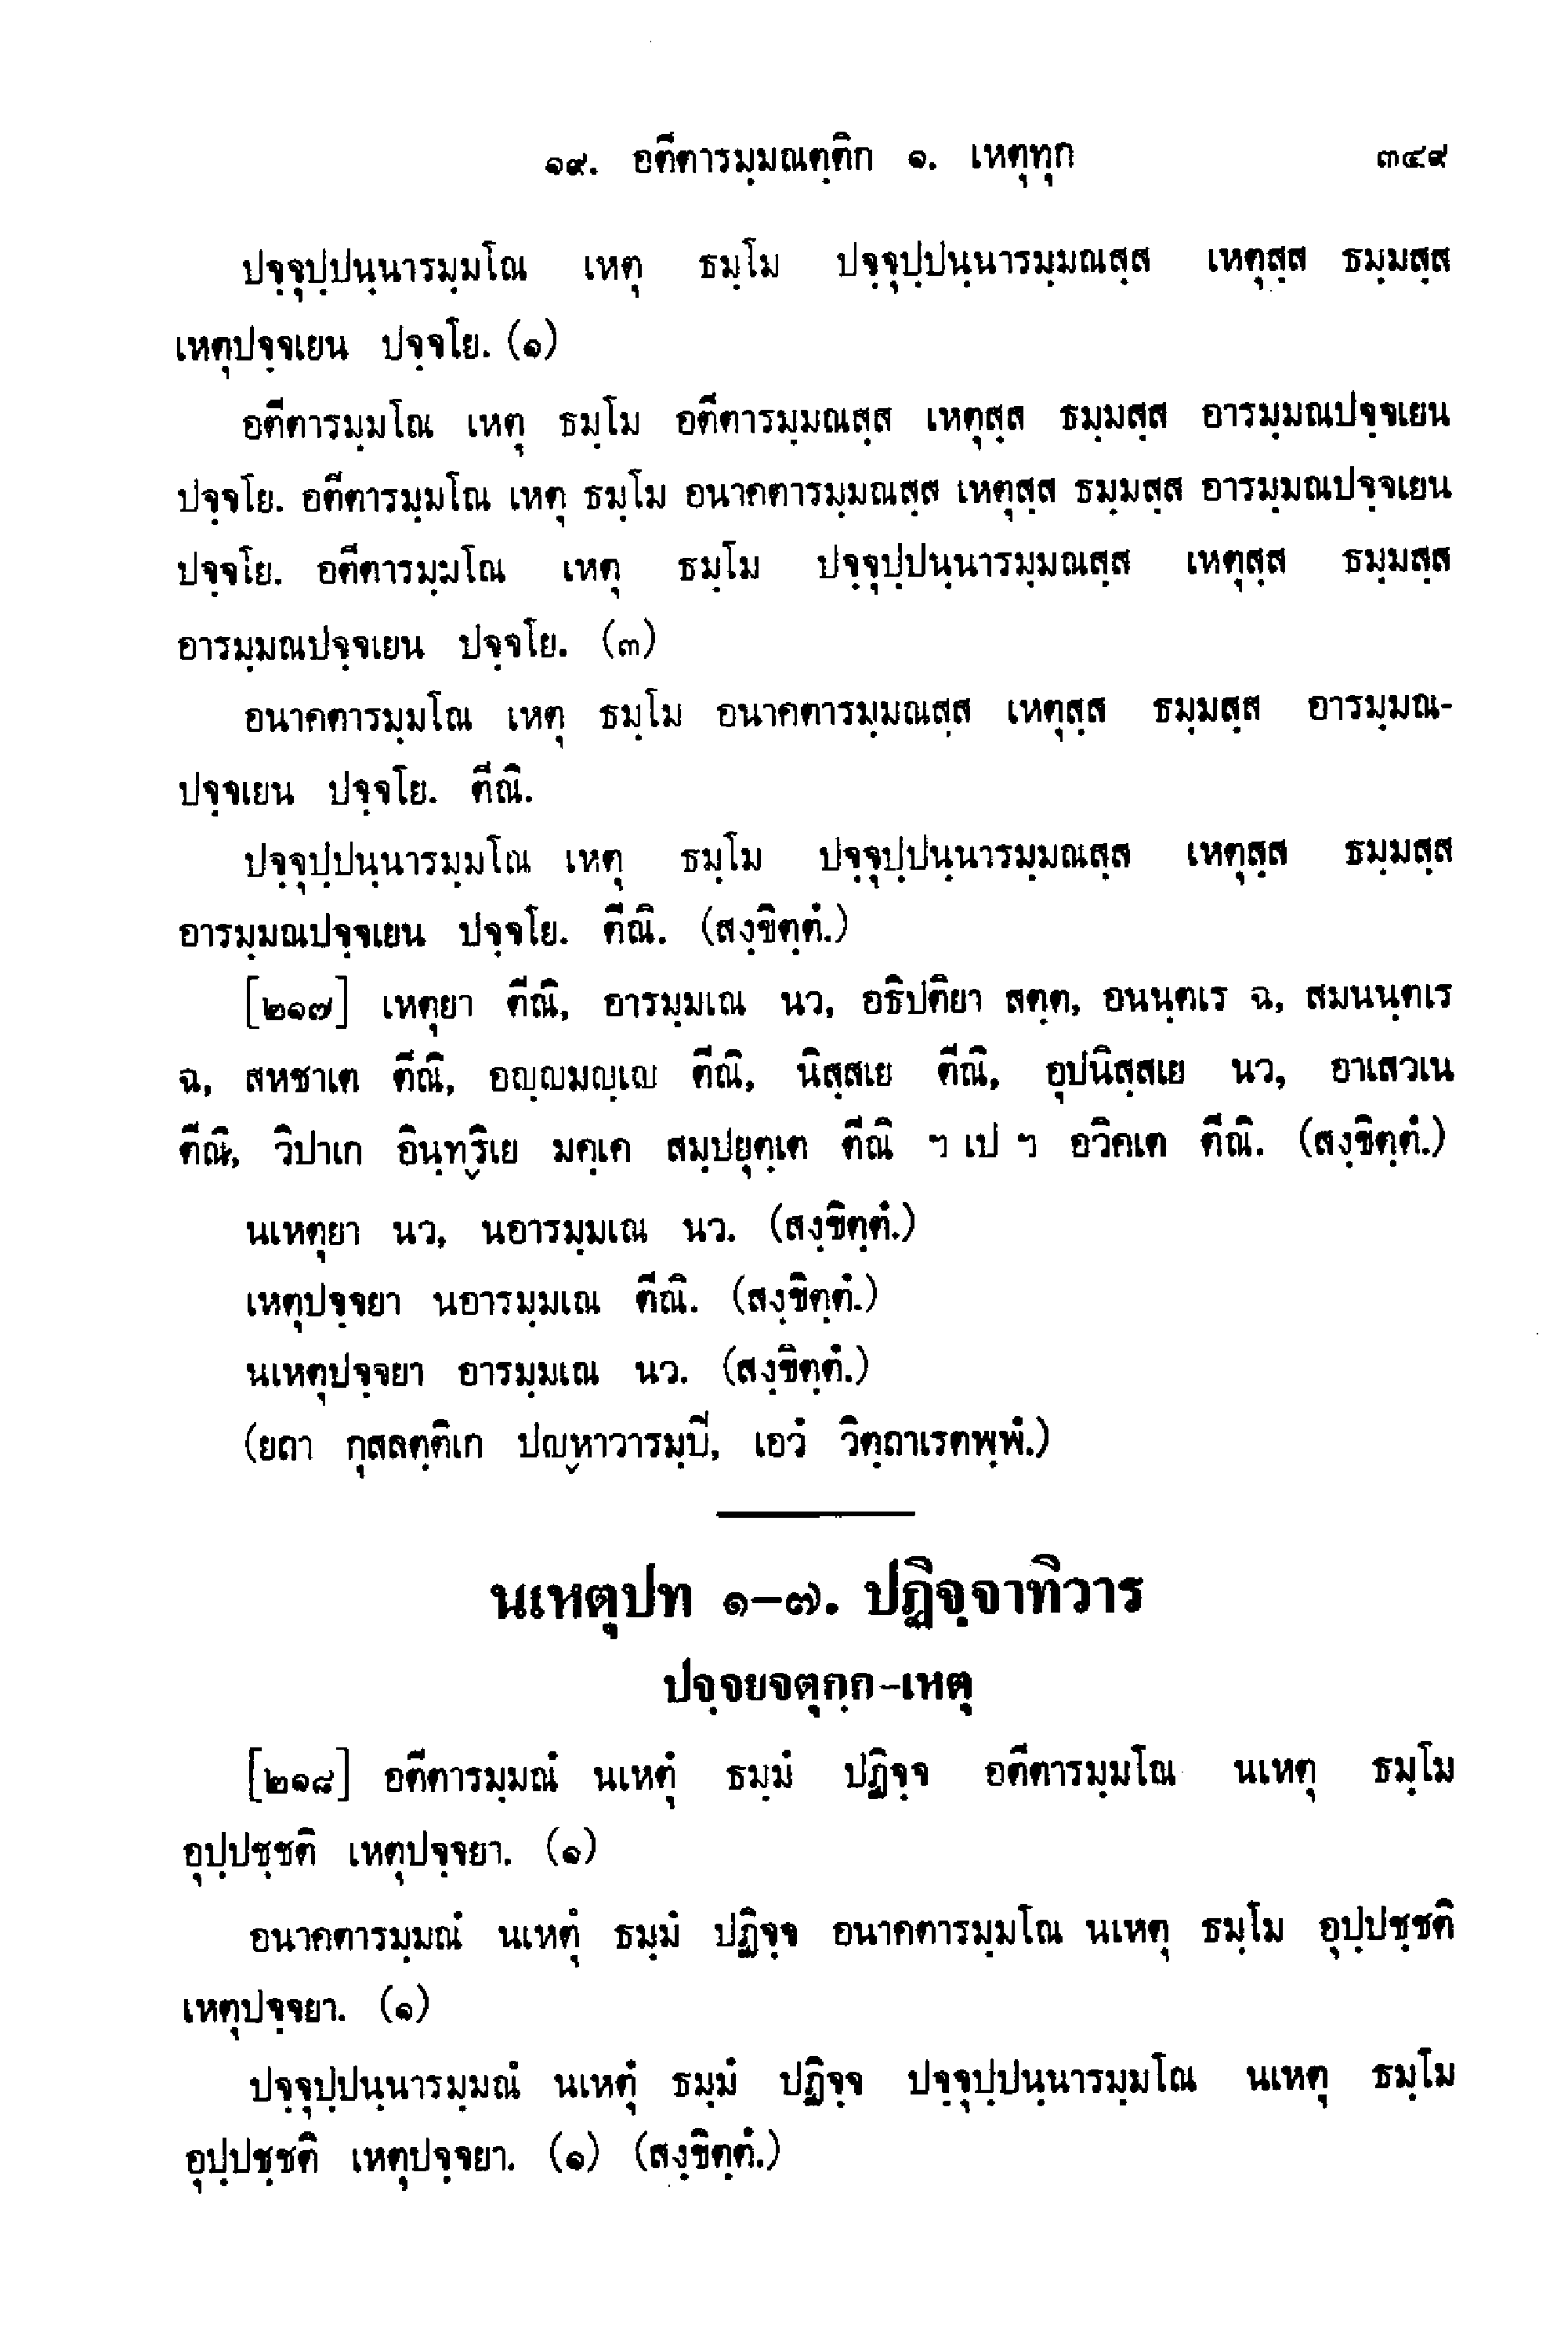 ๑๙. อตีตารมฺมณตฺติก ๑. เหตุทุก ๓๔๙
ปจฺจุปฺปนฺนารมฺมโณ เหตุ ธมฺโม ปจฺจุปฺปนฺนารมฺมณสฺส เหตุสฺส ธมฺมสฺส
เหตุปจฺจเยน ปจฺจโย. (๑)
อตีตารมฺมโณ เหตุ ธมฺโม อตีตารมฺมณสฺส เหตุสฺส ธมฺมสฺส อารมฺมณปจฺจเยน
ปจฺจโย. อตีตารมฺมโณ เหตุ ธมฺโม อนาคตารมฺมณสฺส เหตุสฺส ธมฺมสฺส อารมฺมณปจฺจเยน
ปจฺจโย. อตีตารมฺมโณ เหตุ ธมฺโม ปจฺจุปฺปนฺนารมฺมณสฺส เหตุสฺส ธมฺมสฺส
อารมฺมณปจฺจเยน ปจฺจโย. (๓)
อนาคตารมฺมโณ เหตุ ธมฺโม อนาคตารมฺมณสฺส เหตุสฺส ธมฺมสฺส อารมฺมณ-
ปจฺจเยน ปจฺจโย. ตีณิ.
ปจฺจุปฺปนฺนารมฺมโณ เหตุ ธมฺโม ปจฺจุปฺปนฺนารมฺมณสฺส เหตุสฺส ธมฺมสฺส
อารมฺมณปจฺจเยน ปจฺจโย. ตีณิ. (สงฺขิตฺตํ.)
[๒๑๗] เหตุยา ตีณิ, อารมฺมเณ นว, อธิปติยา สตฺต, อนนฺตเร ฉ, สมนนฺตเร
ฉ, สหชาเต ตีณิ, อญฺญมญฺเญ ตีณิ, นิสฺสเย ตีณิ, อุปนิสฺสเย นว, อาเสวเน
ตีณิ, วิปาเก อินฺทฺริเย มคฺเค สมฺปยุตฺเต ตีณิ ฯ เป ฯ อวิคเต ตีณิ. (สงฺขิตฺตํ.)
นเหตุยา นว, นอารมฺมเณ นว. (สงฺขิตฺตํ.)
เหตุปจฺจยา นอารมฺมเณ ตีณิ. (สงฺขิตฺตํ.)
นเหตุปจฺจยา อารมฺมเณ นว. (สงฺขิตฺตํ.)
(ยถา กุสลตฺติเก ปญฺหาวารมฺปิ, เอวํ วิตฺถาเรตพฺพํ.)
นเหตุปท ๑-๗. ปฏิจฺจาทิวาร
ปจฺจยจตุกฺก-เหตุ
[๒๑๘] อตีตารมฺมณํ นเหตุํ ธมฺมํ ปฏิจฺจ อตีตารมฺมโณ นเหตุ ธมฺโม
อุปฺปชฺชติ เหตุปจฺจยา. (๑)
อนาคตารมฺมณํ นเหตุํ ธมฺมํ ปฏิจฺจ อนาคตารมฺมโณ นเหตุ ธมฺโม อุปฺปชฺชติ
เหตุปจฺจยา. (๑)
ปจฺจุปฺปนฺนารมฺมณํ นเหตุํ ธมฺมํ ปฏิจฺจ ปจฺจุปฺปนฺนารมฺมโณ นเหตุ ธมฺโม
อุปฺปชฺชติ เหตุปจฺจยา. (๑) (สงฺขิตฺตํ.)